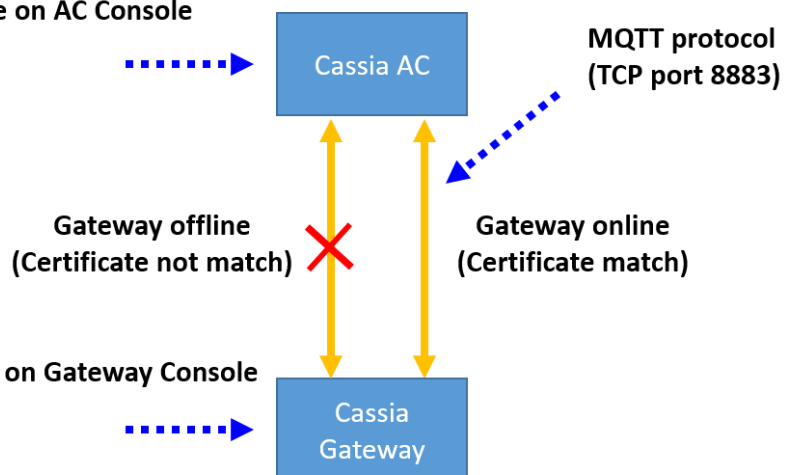 e on AC Console
Cassia AC
MQTT protocol
(TCP port 8883)
Gateway offline
(Certificate not match)
Gateway online
(Certificate match)
on Gateway Console
Cassia
Gateway